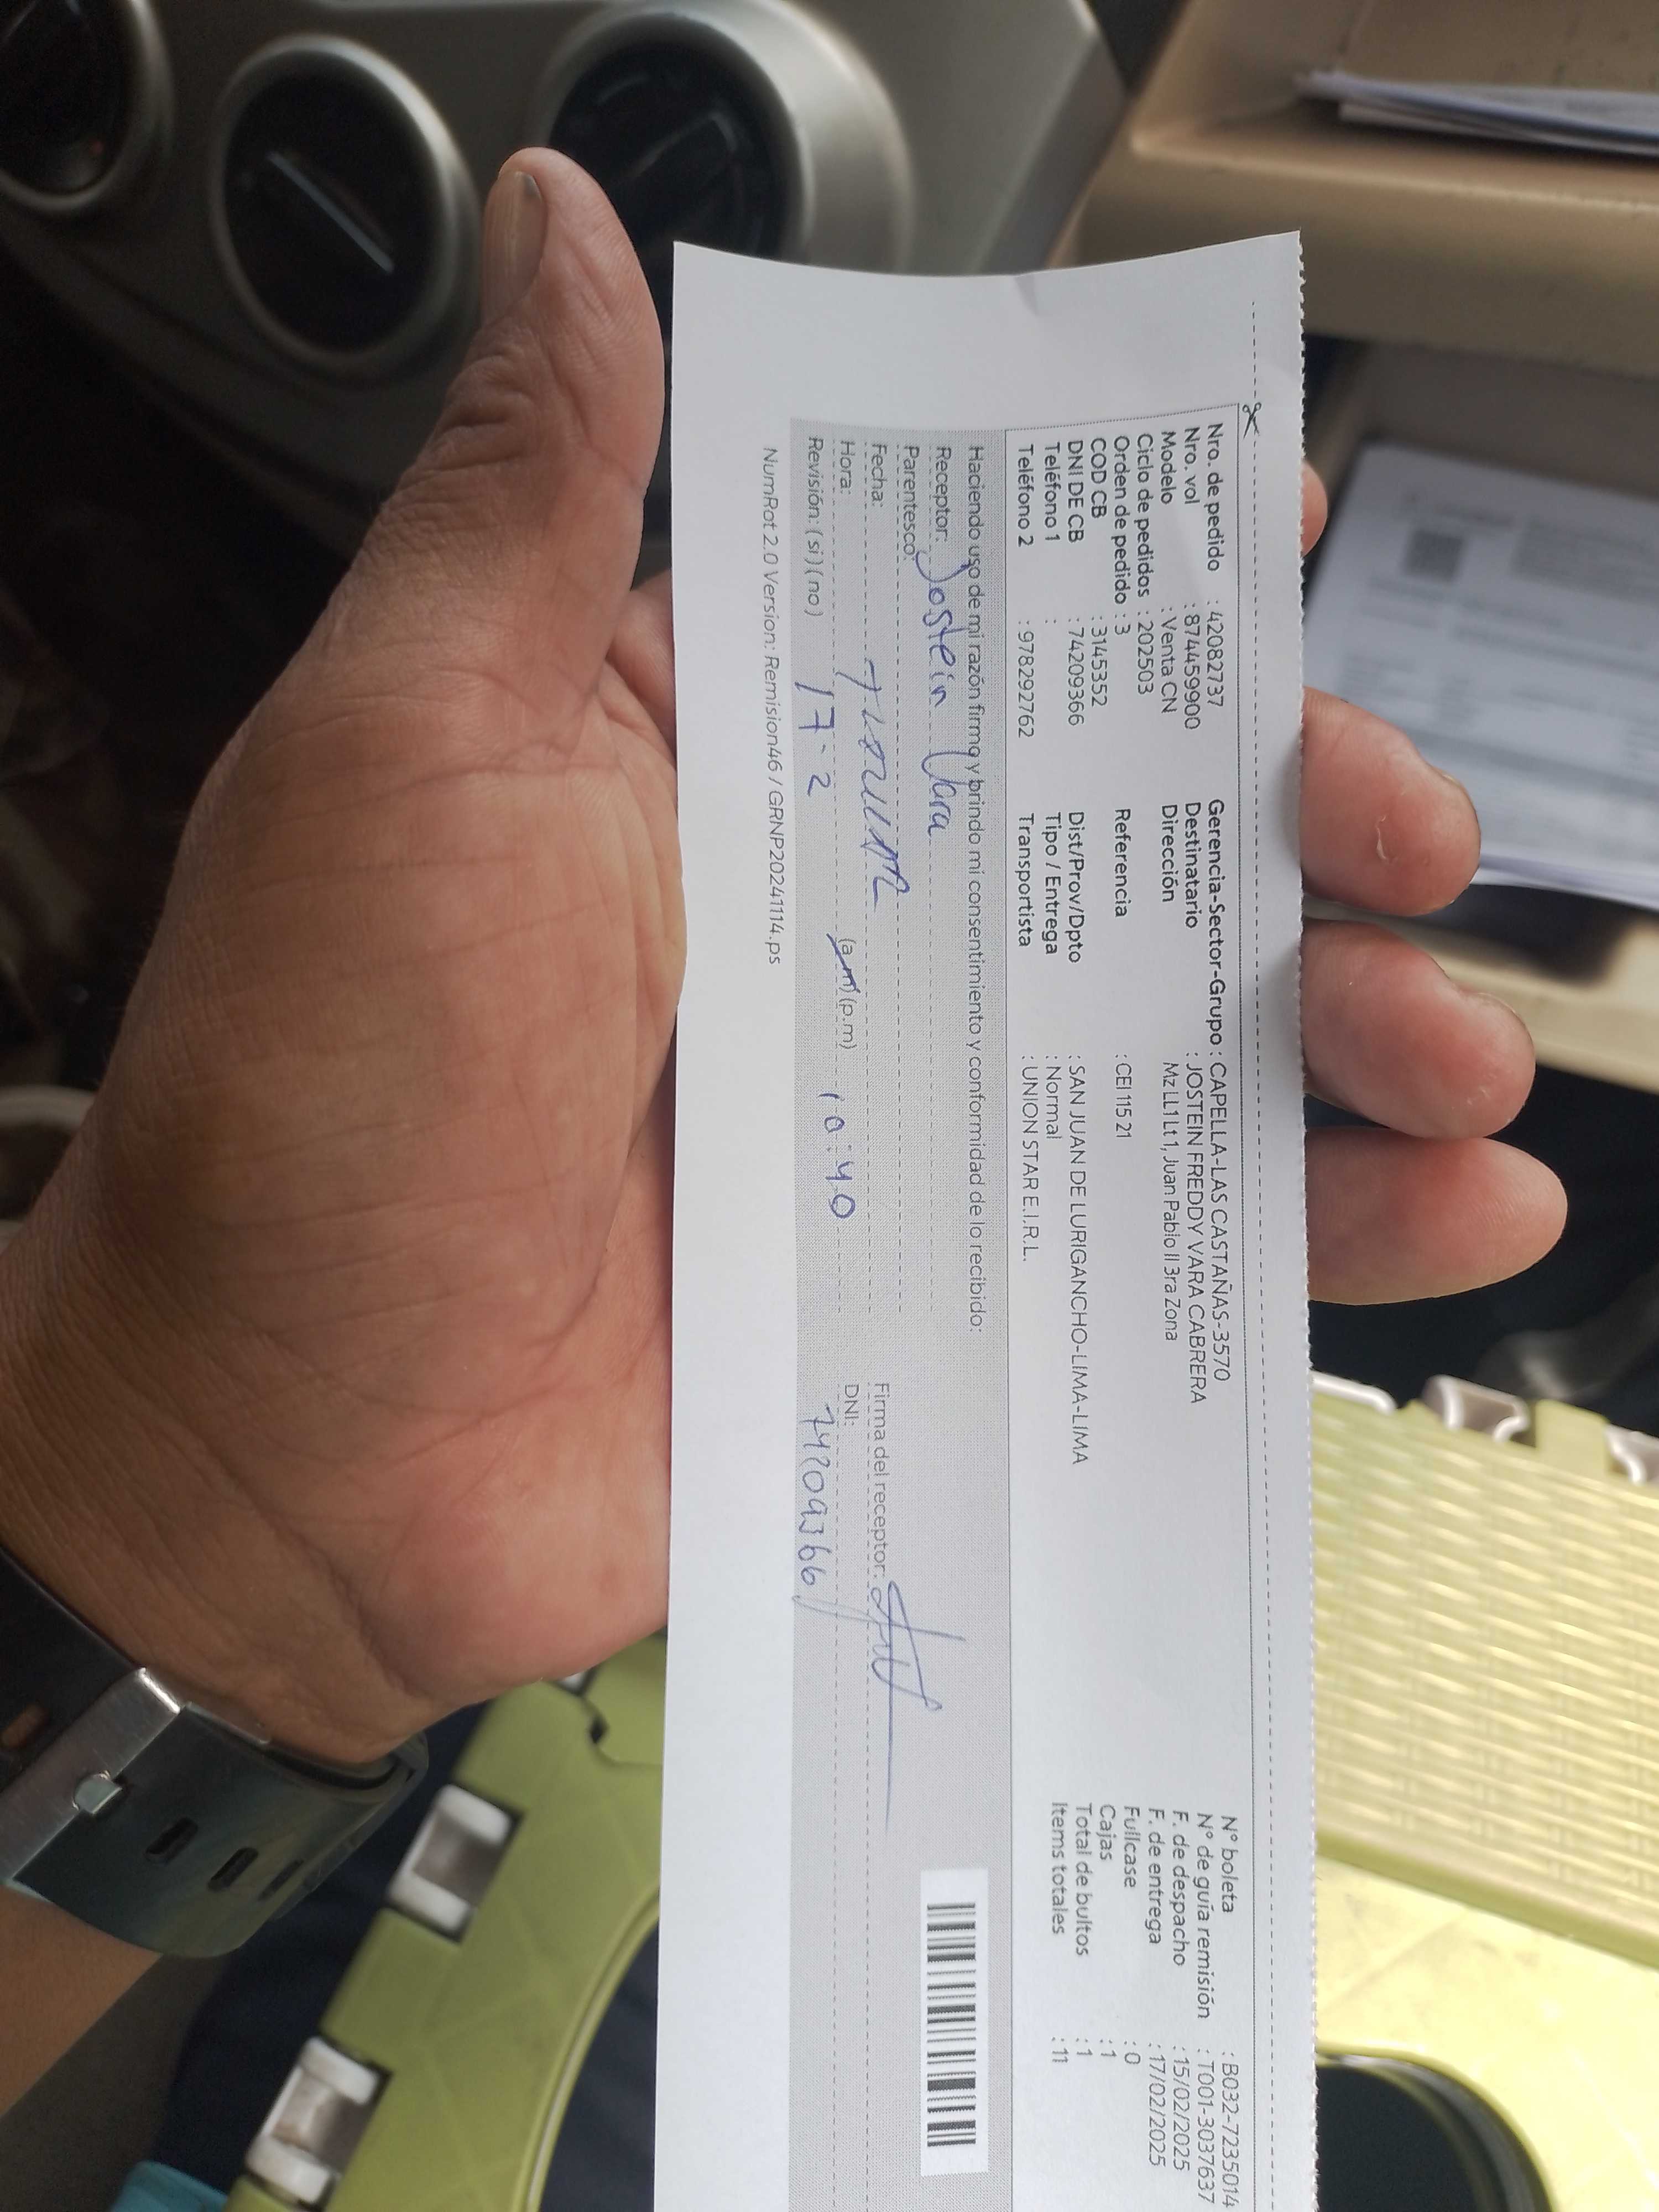 Nro. de pedido : 42082737 Gerencia-Sector-Grupo : CAPELLA-LAS CASTAÑAS-3570 N° boleta : B032-7235014
Nro. vol : 874459900 Destinatario : JOSTEIN FREDDY VARA CABRERA N° de guía remisión : T001-3037637
Modelo : Venta CN Dirección Mz LL1 Lt 1, Juan Pablo II 3ra Zona F. de despacho : 15/02/2025
Ciclo de pedidos : 202503 F. de entrega : 17/02/2025
Orden de pedido : 3 Referencia : CEI 115 21 Fullcase : 0
COD CB : 3145352 Cajas : 1
DNI DE CB : 74209366 Dist/Prov/Dpto : SAN JUAN DE LURIGANCHO-LIMA-LIMA Total de bultos : 1
Teléfono 1 : Tipo / Entrega : Normal Items totales : 11
Teléfono 2 : 978292762 Transportista : UNION STAR E.I.R.L.
Haciendo uso de mi razón firma y brindo mi consentimiento y conformidad de lo recibido:
Receptor: Jostein Vara
Parentesco:
Fecha: Firma del receptor:
Hora: (a.m) (p.m) DNI: 74209366
Revisión: (si) (no) 17-2 10:40
NumRot 2.0 Version: Remision46 / GRNP20241114.ps